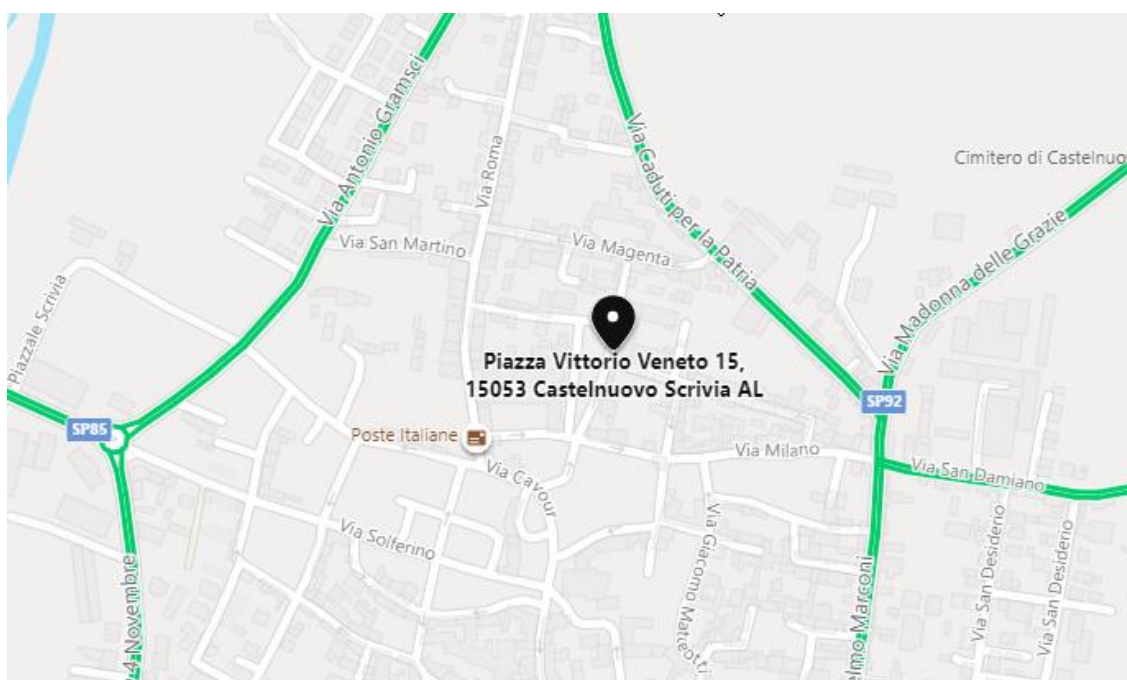 Via Antonio Gramsci
Via Roma
Via Caduti per la Patria
Cimitero di Castelnuo
Via San Martino
Via Magenta
Via Madonna delle Grazie
Piazzale Scrivia
Piazza Vittorio Veneto 15,
15053 Castelnuovo Scrivia AL
SP92
SP85
Poste Italiane
Via Milano
Via San Damiano
Via Cavour
Via Solferino
Via Giacomo Matteotti
Via San Desiderio
Via San Desiderio
4 Novembre
elmo Marconi